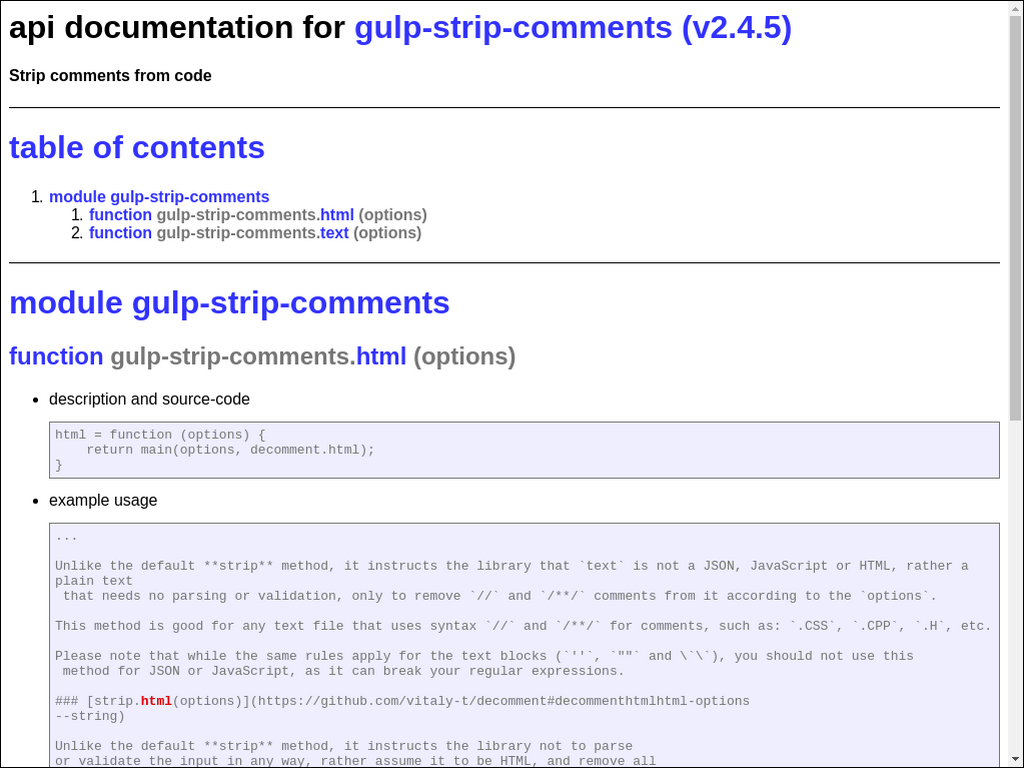 api documentation for gulp-strip-comments (v2.4.5)
Strip comments from code
table of contents
1. module gulp-strip-comments
1. function gulp-strip-comments.html (options)
2. function gulp-strip-comments.text (options)
module gulp-strip-comments
function gulp-strip-comments.html (options)
• description and source-code
html = function (options) {
    return main(options, decomment.html);
}
• example usage
...
Unlike the default **strip** method, it instructs the library that `text` is not a JSON, JavaScript or HTML, rather a
plain text
 that needs no parsing or validation, only to remove `//` and `/**/` comments from it according to the `options`.
This method is good for any text file that uses syntax `//` and `/**/` for comments, such as: `.CSS`, `.CPP`, `.H`, etc.
Please note that while the same rules apply for the text blocks (`''`, `""` and \`\`), you should not use this
 method for JSON or JavaScript, as it can break your regular expressions.
### [strip.html(options)](https://github.com/vitaly-t/decomment#decommenthtmlhtml-options
--string)
Unlike the default **strip** method, it instructs the library not to parse
or validate the input in any way, rather assume it to be HTML, and remove all